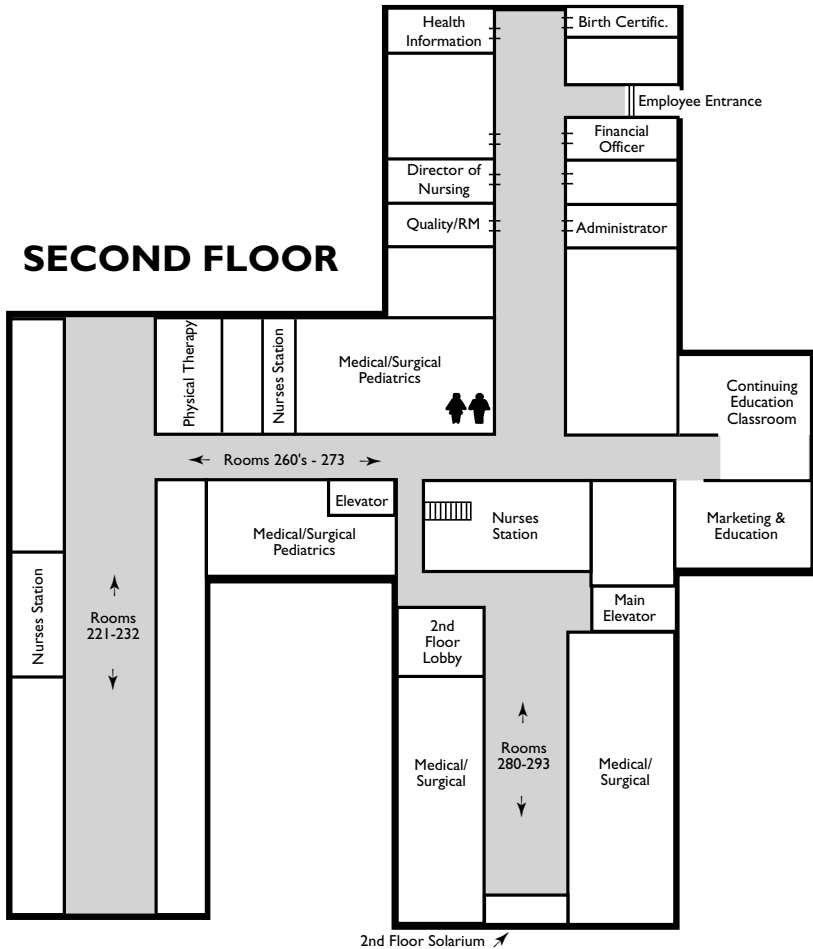 Health
Information
Birth Certific.
Employee Entrance
Financial
Officer
Director of
Nursing
Quality/RM
Administrator
SECOND FLOOR
Physical Therapy
Nurses Station
Medical/Surgical
Pediatrics
Continuing
Education
Classroom
Rooms 260's - 273
Elevator
Medical/Surgical
Pediatrics
Nurses
Station
Marketing &
Education
Nurses Station
Rooms
221-232
2nd
Floor
Lobby
Main
Elevator
Medical/
Surgical
Rooms
280-293
Medical/
Surgical
2nd Floor Solarium